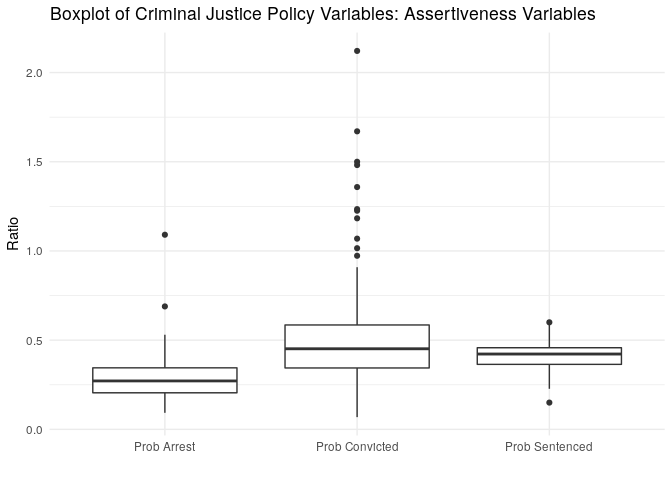 Boxplot of Criminal Justice Policy Variables: Assertiveness Variables
2.0
1.5
1.0
0.5
0.0
Ratio
Prob Arrest
Prob Convicted
Prob Sentenced